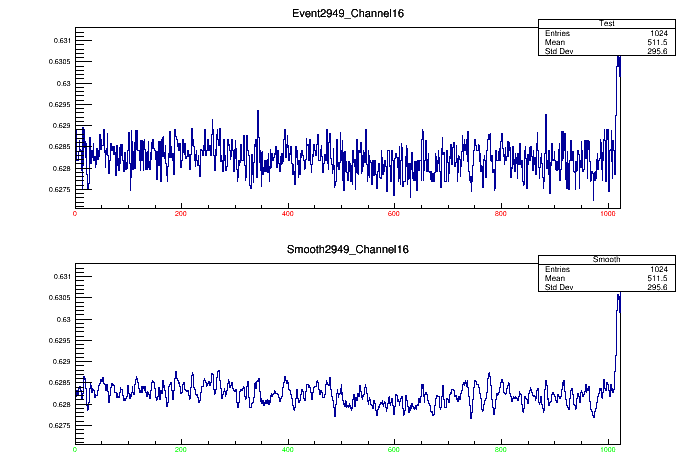 Event2949_Channel16
Test
Entries 1024
Mean 511.5
Std Dev 295.6
0.631
0.6305
0.63
0.6295
0.629
0.6285
0.628
0.6275
0 200 400 600 800 1000
Smooth2949_Channel16
Smooth
Entries 1024
Mean 511.5
Std Dev 295.6
0.631
0.6305
0.63
0.6295
0.629
0.6285
0.628
0.6275
0 200 400 600 800 1000